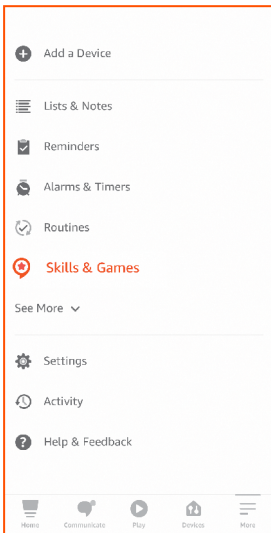 Add a Device
Lists & Notes
Reminders
Alarms & Timers
Routines
Skills & Games
See More
Settings
Activity
Help & Feedback
Home
Communicate
Play
Devices
More